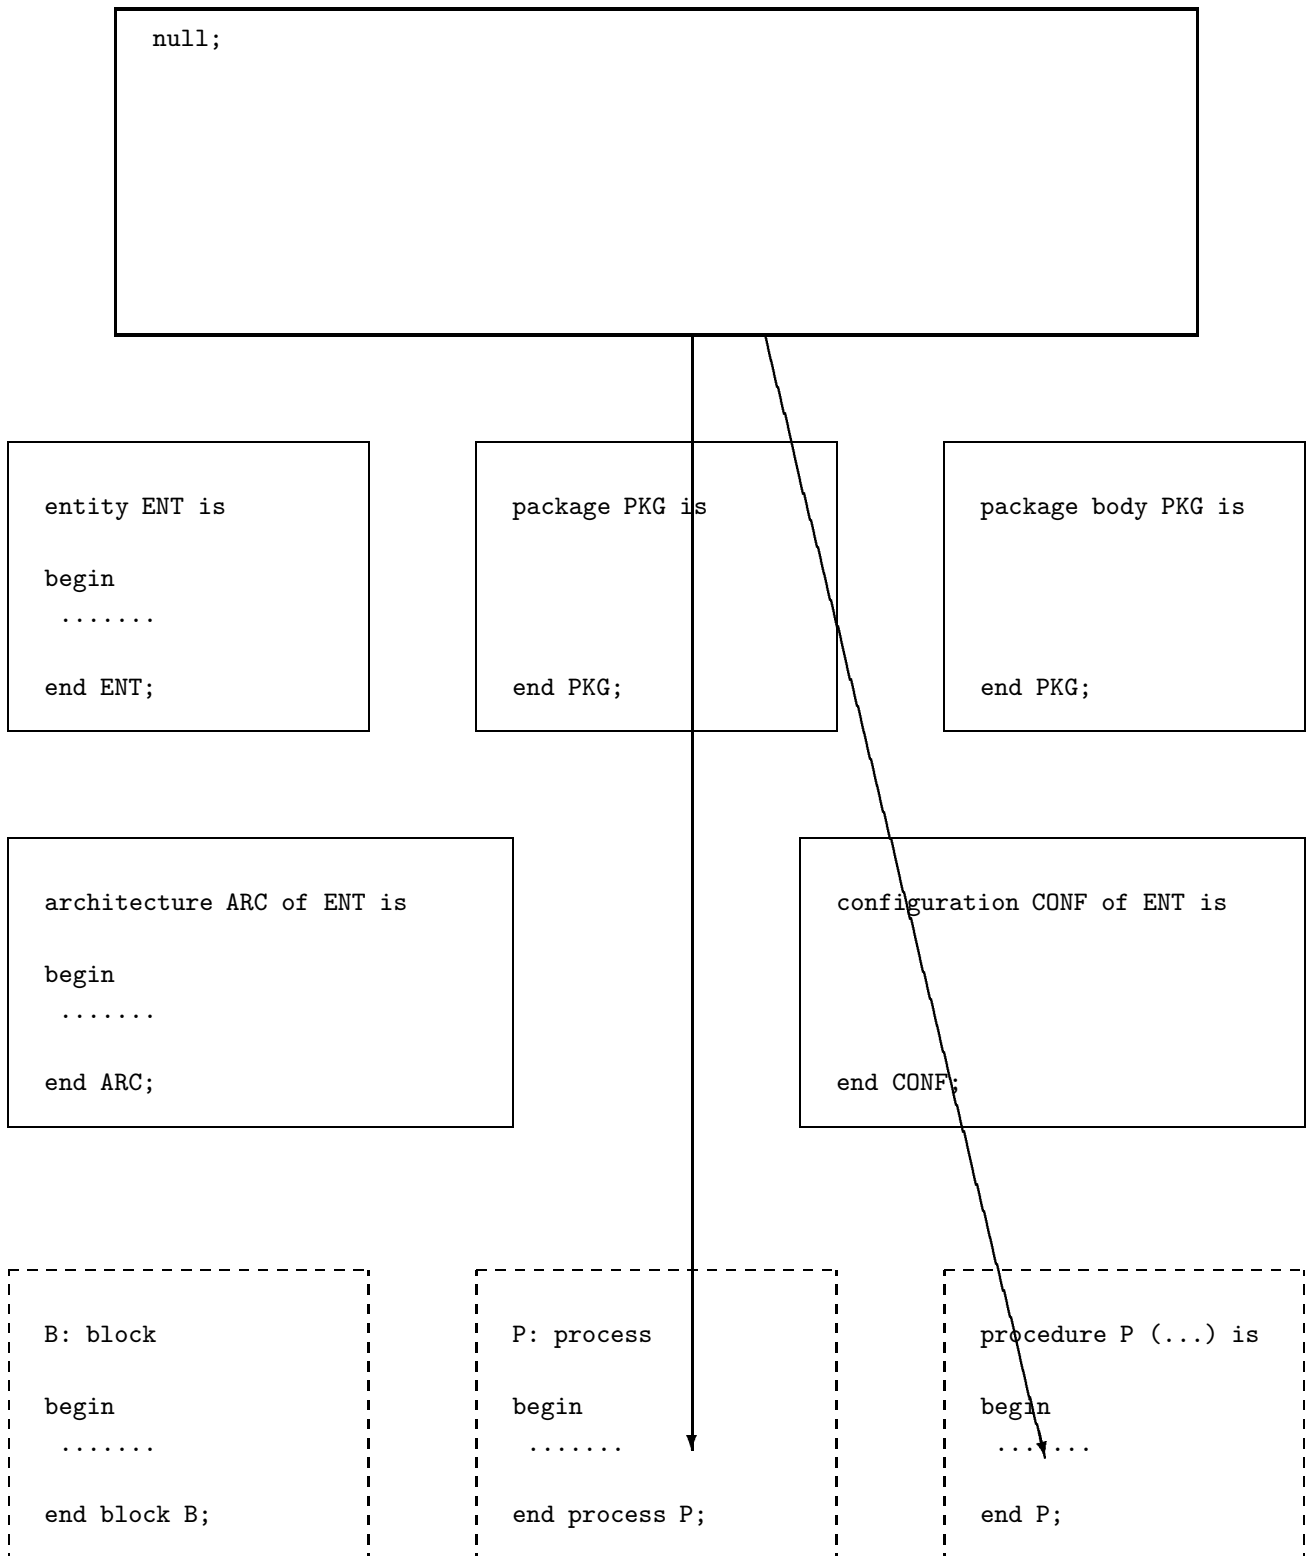 null;
entity ENT is
begin
.......
end ENT;
package PKG is
end PKG;
package body PKG is
end PKG;
architecture ARC of ENT is
begin
.......
end ARC;
configuration CONF of ENT is
end CONF;
B: block
begin
.......
end block B;
P: process
begin
.......
end process P;
procedure P (...) is
begin
.......
end P;